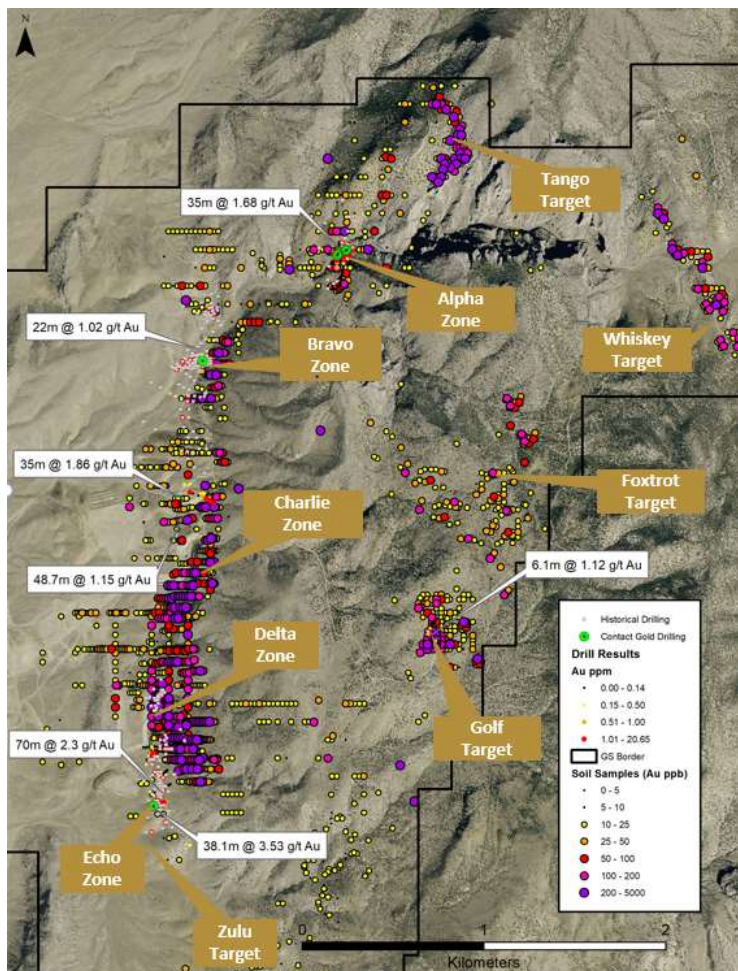 N
Tango
Target
35m @ 1.68 g/t Au
Alpha
Zone
22m @ 1.02 g/t Au
Bravo
Zone
Whiskey
Target
35m @ 1.86 g/t Au
Foxtrot
Target
Charlie
Zone
6.1m @ 1.12 g/t Au
48.7m @ 1.15 g/t Au
Delta
Zone
Golf
Target
70m @ 2.3 g/t Au
38.1m @ 3.53 g/t Au
Echo
Zone
Zulu
Target
Historical Drilling
Contact Gold Drilling
Drill Results
Au ppm
0.00 - 0.14
0.15 - 0.50
0.51 - 1.00
1.01 - 20.65
GS Border
Soil Samples (Au ppb)
0 - 5
5 - 10
10 - 25
25 - 50
50 - 100
100 - 200
200 - 5000
0 1 2
Kilometers